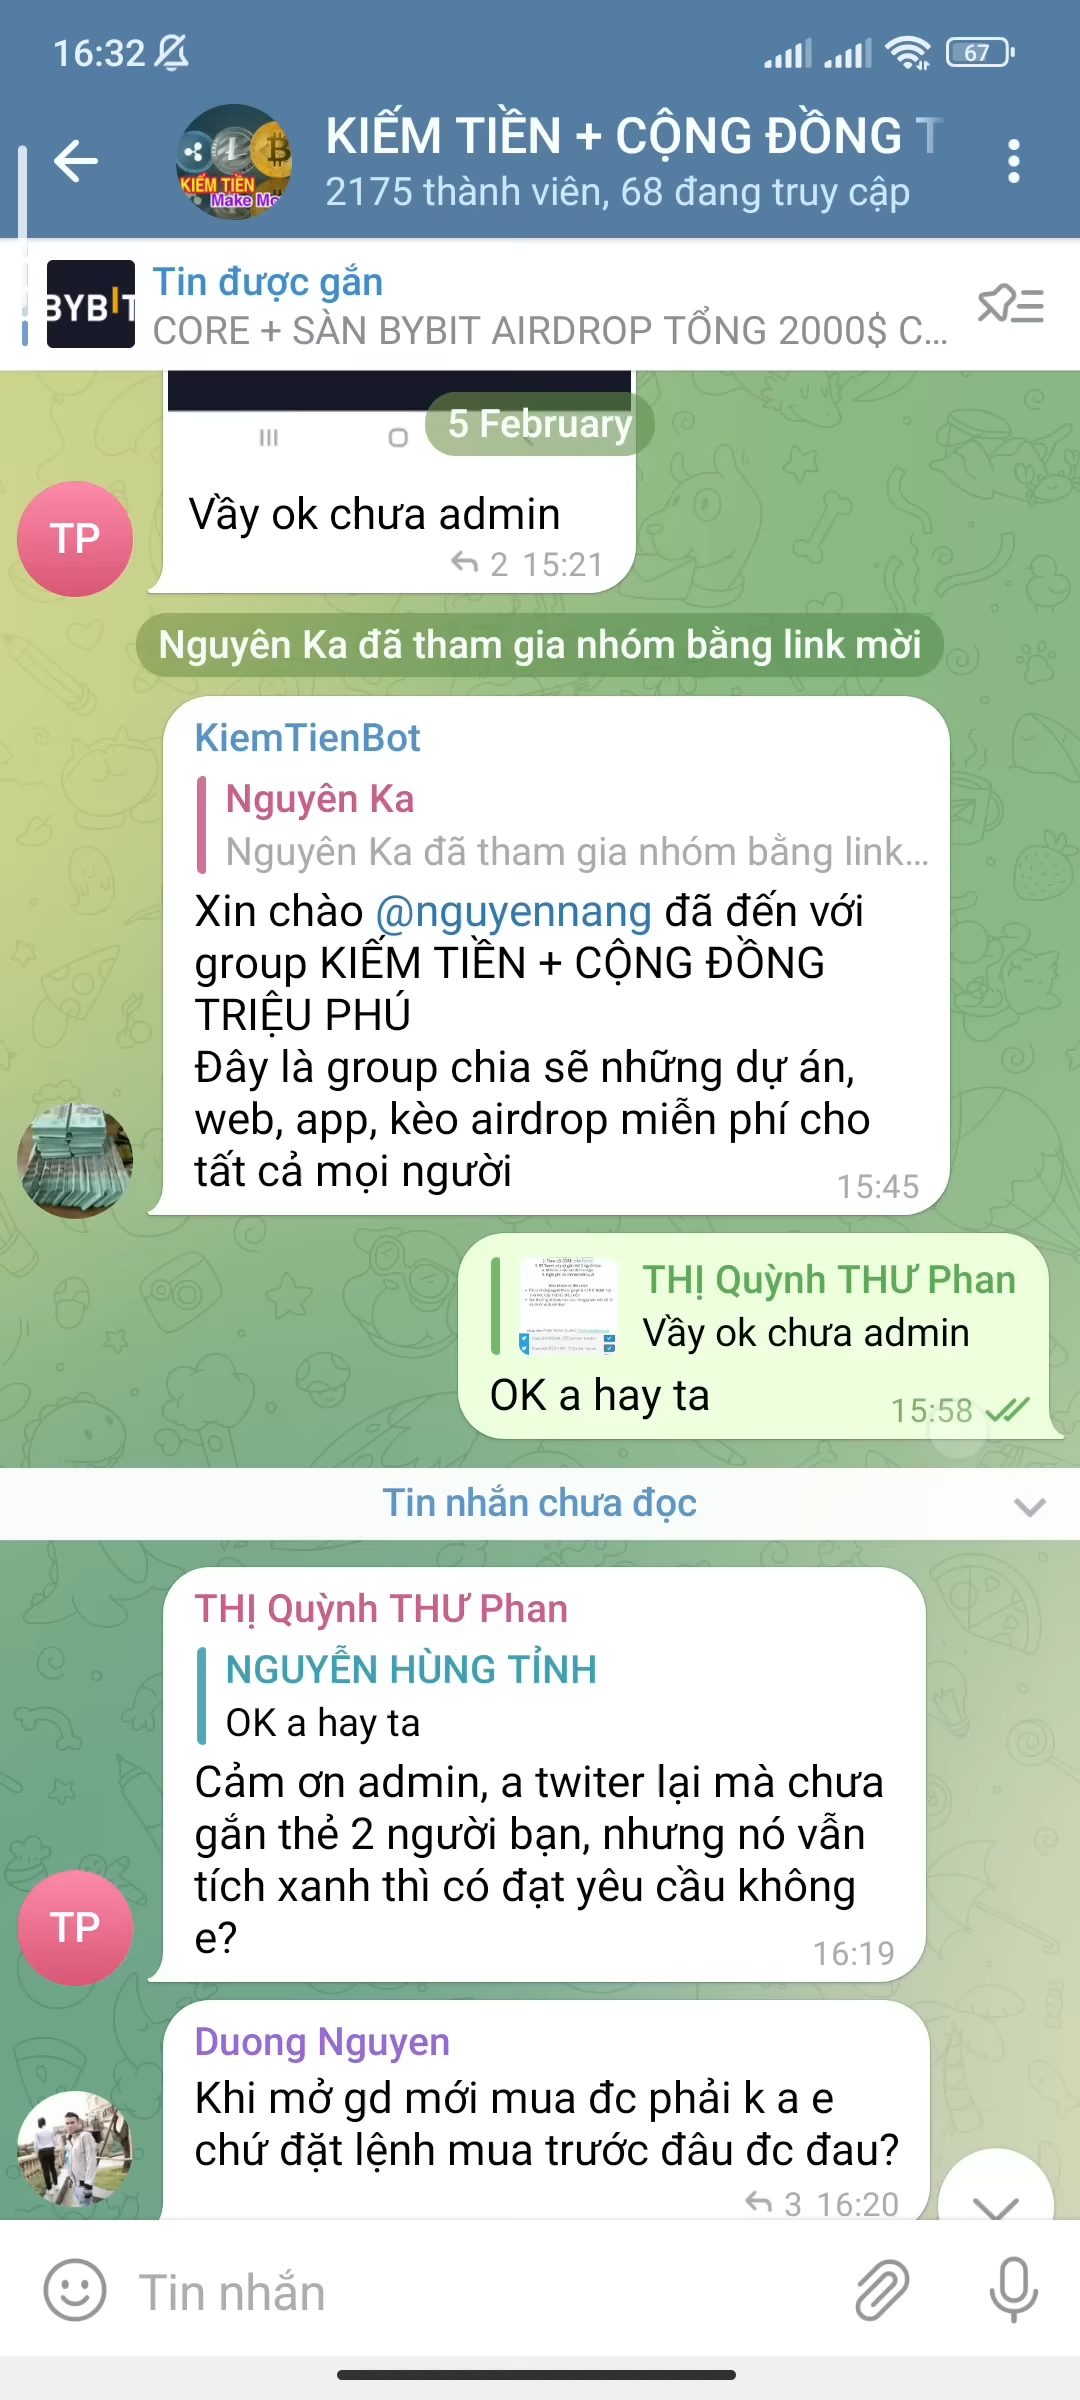 16:32
67
KIẾM TIỀN + CỘNG ĐỒNG T
2175 thành viên, 68 đang truy cập
KIẾM TIỀN
Make Mo
BYBIT
Tin được gắn
CORE + SÀN BYBIT AIRDROP TỔNG 2000$ C...
5 February
Vầy ok chưa admin
2 15:21
TP
Nguyên Ka đã tham gia nhóm bằng link mời
KiemTienBot
Nguyên Ka
Nguyên Ka đã tham gia nhóm bằng link...
Xin chào @nguyennang đã đến với
group KIẾM TIỀN + CỘNG ĐỒNG
TRIỆU PHÚ
Đây là group chia sẽ những dự án,
web, app, kèo airdrop miễn phí cho
tất cả mọi người
15:45
THỊ Quỳnh THƯ Phan
Vầy ok chưa admin
OK a hay ta
15:58
Tin nhắn chưa đọc
THỊ Quỳnh THƯ Phan
NGUYỄN HÙNG TỈNH
OK a hay ta
Cảm ơn admin, a twiter lại mà chưa
gắn thẻ 2 người bạn, nhưng nó vẫn
tích xanh thì có đạt yêu cầu không
e?
16:19
TP
Duong Nguyen
Khi mở gd mới mua đc phải k a e
chứ đặt lệnh mua trước đâu đc đau?
3 16:20
Tin nhắn